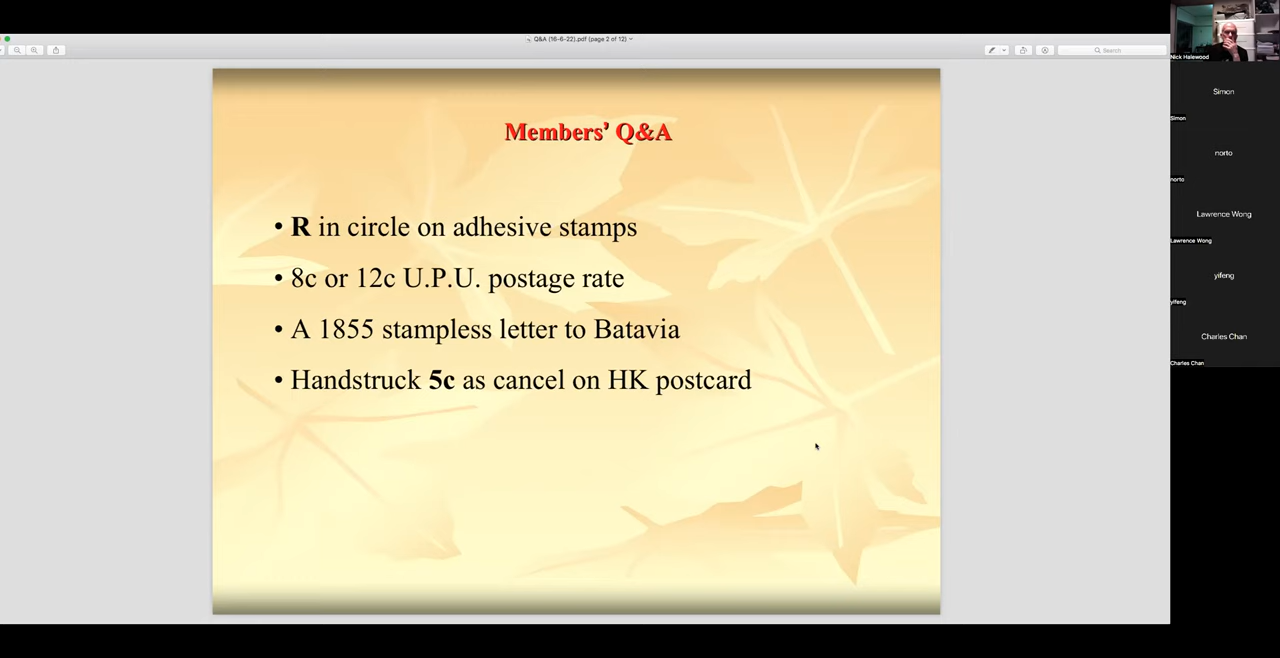 Q&A (16-6-22).pdf (page 2 of 12)
Search
Members’ Q&A
• R in circle on adhesive stamps
• 8c or 12c U.P.U. postage rate
• A 1855 stampless letter to Batavia
• Handstruck 5c as cancel on HK postcard
Nick Halewood
Simon
Simon
norto
norto
Lawrence Wong
Lawrence Wong
yifeng
yifeng
Charles Chan
Charles Chan